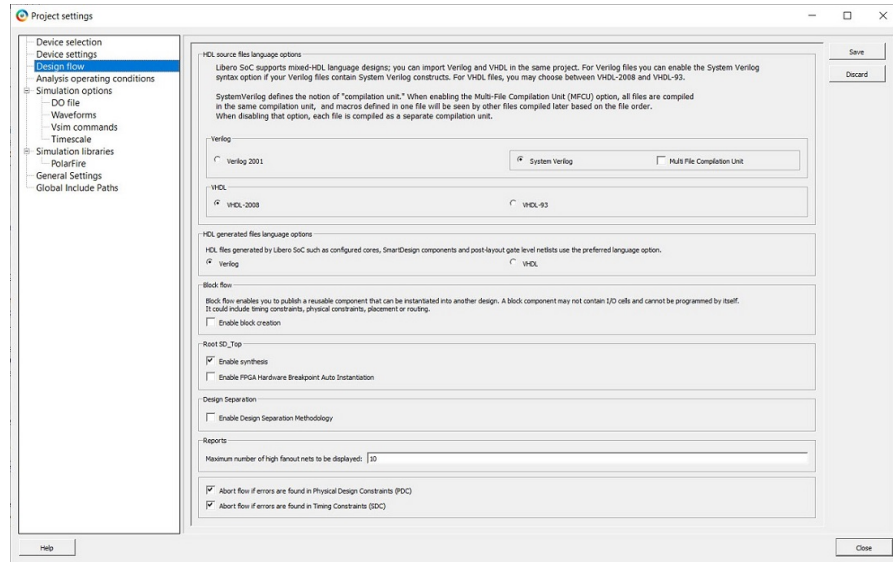 Project settings
Device selection
Device settings
Design flow
Analysis operating conditions
Simulation options
DO file
Waveforms
Vsim commands
Timescale
Simulation libraries
PolarFire
General Settings
Global Include Paths
HDL source files language options
Libero SoC supports mixed-HDL language designs; you can import Verilog and VHDL in the same project. For Verilog files you can enable the System Verilog
syntax option if your Verilog files contain System Verilog constructs. For VHDL files, you may choose between VHDL-2008 and VHDL-93.
SystemVerilog defines the notion of "compilation unit." When enabling the Multi-File Compilation Unit (MFCU) option, all files are compiled
in the same compilation unit, and macros defined in one file will be seen by other files compiled later based on the file order.
When disabling that option, each file is compiled as a separate compilation unit.
Verilog
Verilog 2001
System Verilog
Multi File Compilation Unit
VHDL
VHDL-2008
VHDL-93
HDL generated files language options
HDL files generated by Libero SoC such as configured cores, SmartDesign components and post-layout gate level netlists use the preferred language option.
Verilog
VHDL
Block flow
Block flow enables you to publish a reusable component that can be instantiated into another design. A block component may not contain I/O cells and cannot be programmed by itself.
It could include timing constraints, physical constraints, placement or routing.
Enable block creation
Root SD_Top
Enable synthesis
Enable FPGA Hardware Breakpoint Auto Instantiation
Design Separation
Enable Design Separation Methodology
Reports
Maximum number of high fanout nets to be displayed: 10
Abort flow if errors are found in Physical Design Constraints (PDC)
Abort flow if errors are found in Timing Constraints (SDC)
Save
Discard
Help
Close